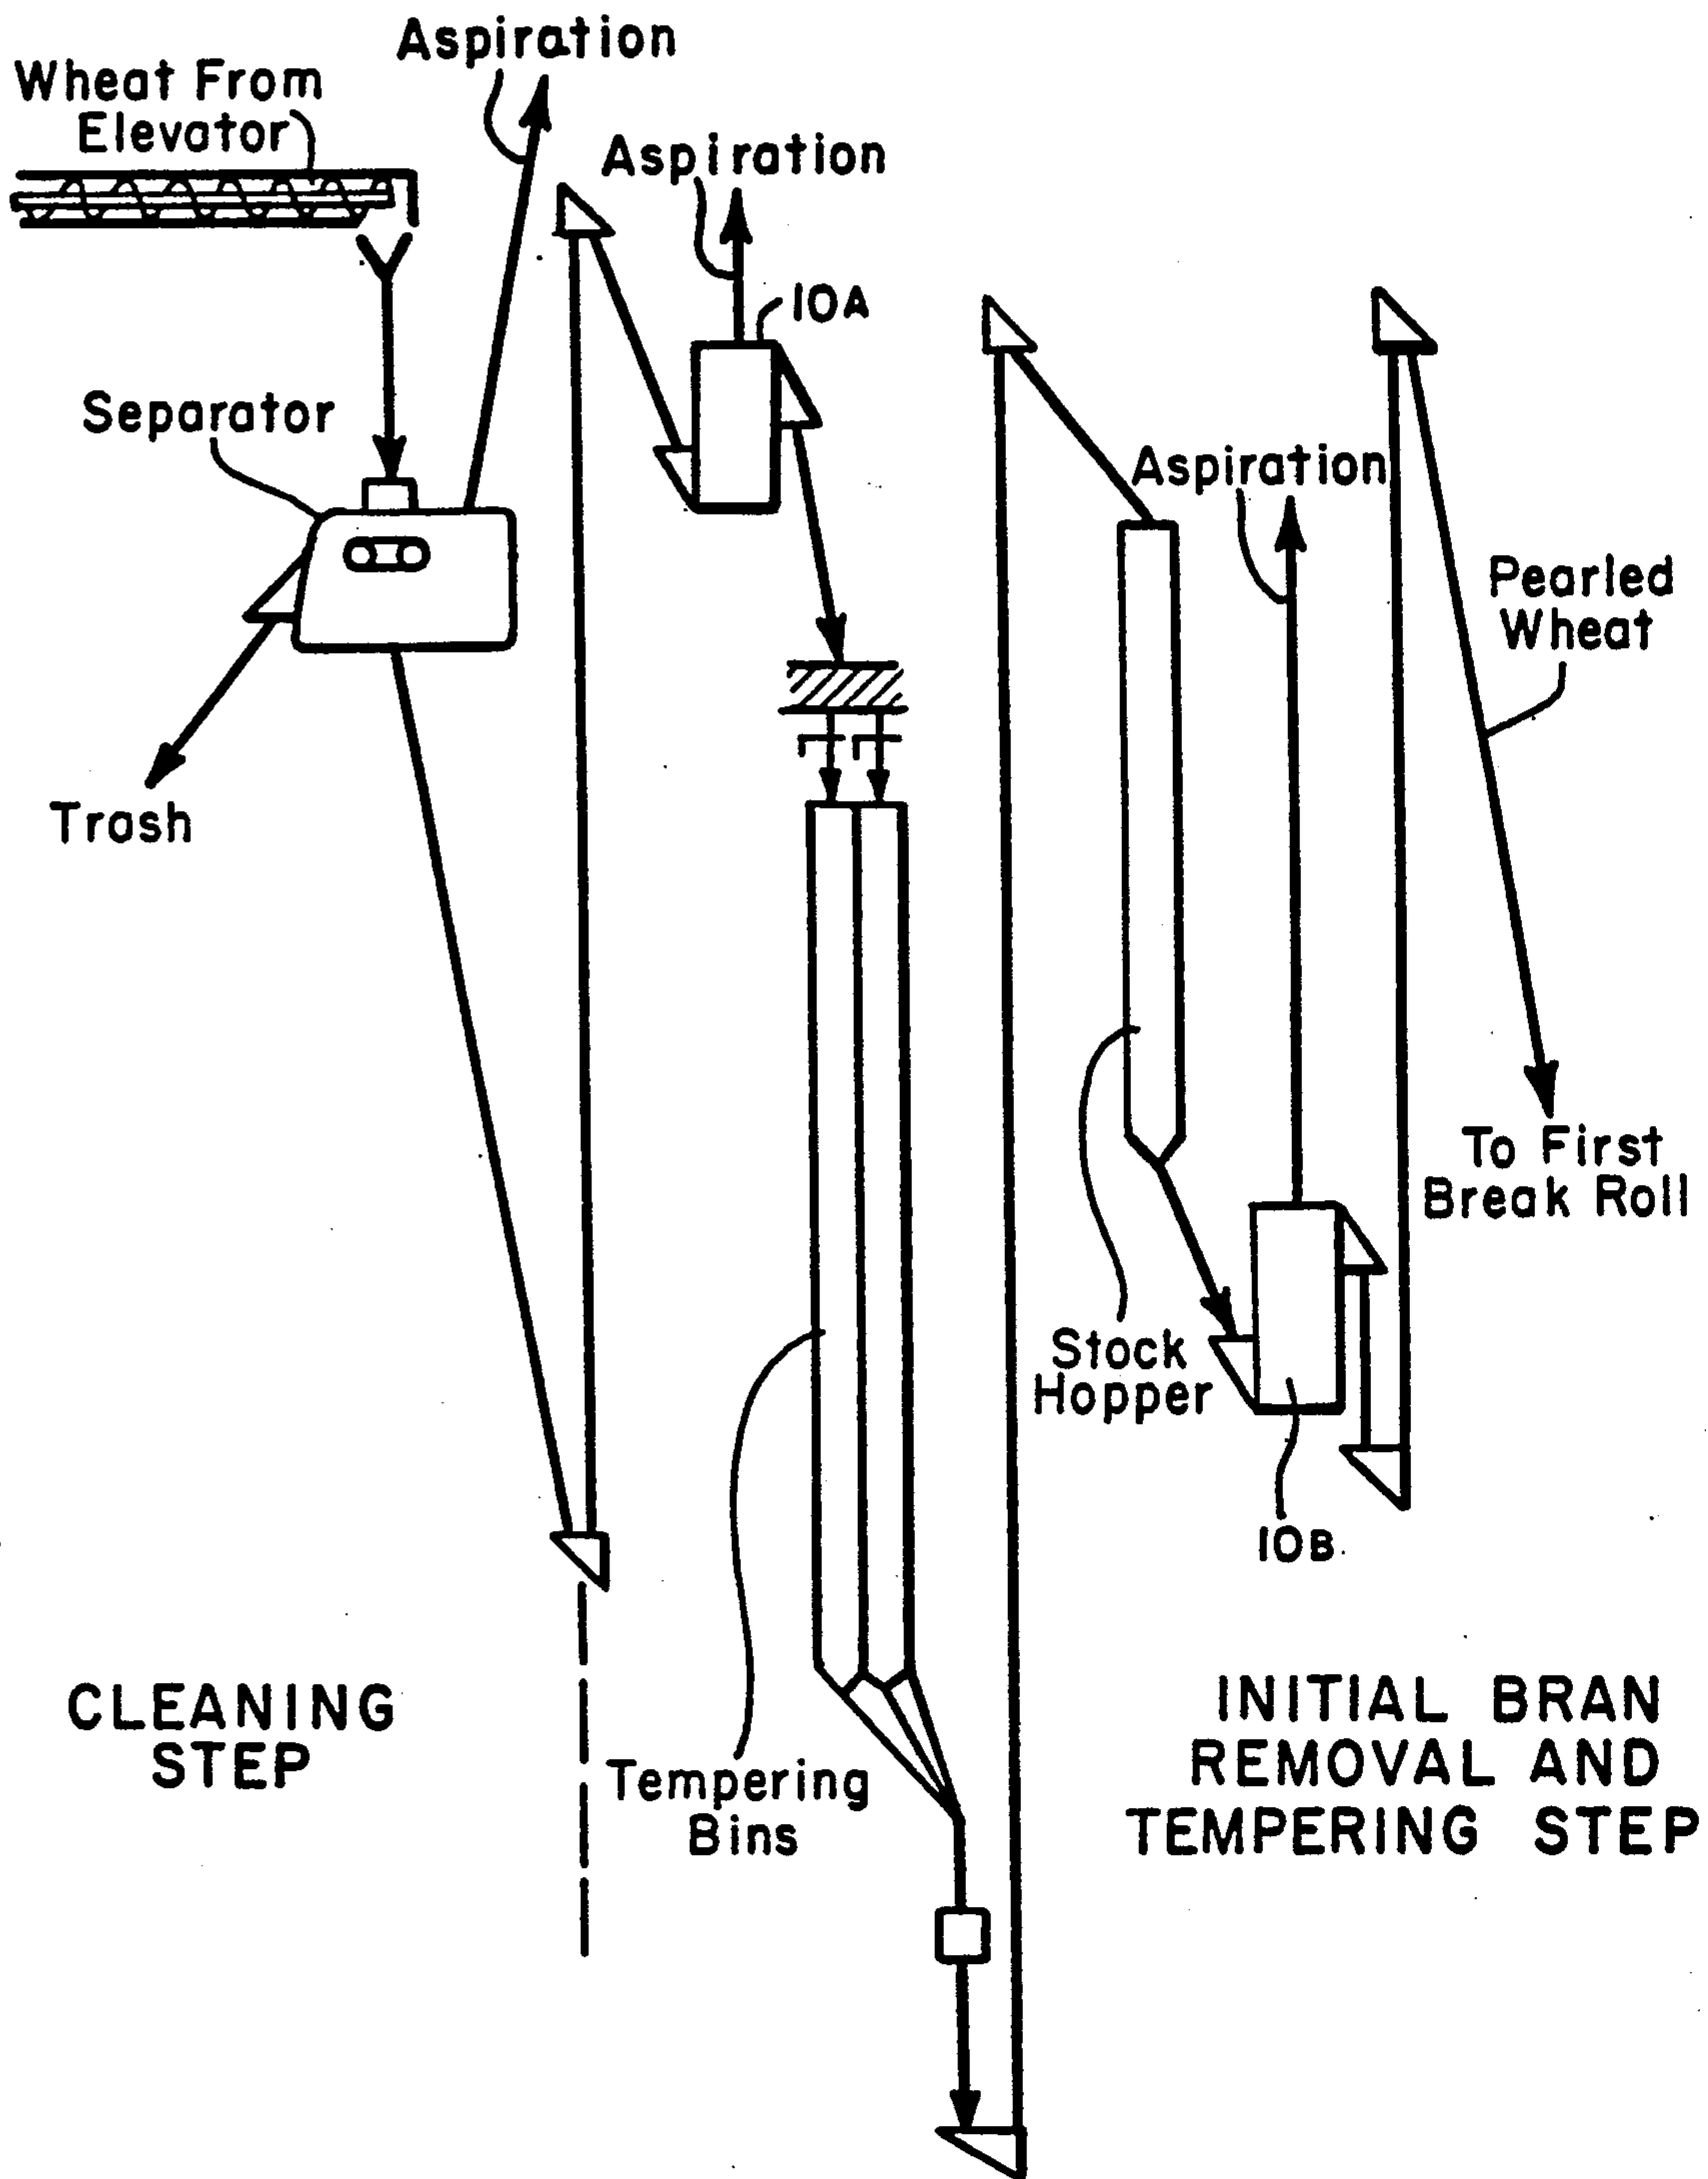 Aspiration
Wheat From
Elevator
Aspiration
10A
Separator
Aspiration
Pearled
Wheat
Trash
To First
Break Roll
Stock
Hopper
10B
CLEANING
STEP
INITIAL BRAN
REMOVAL AND
TEMPERING STEP
Tempering
Bins